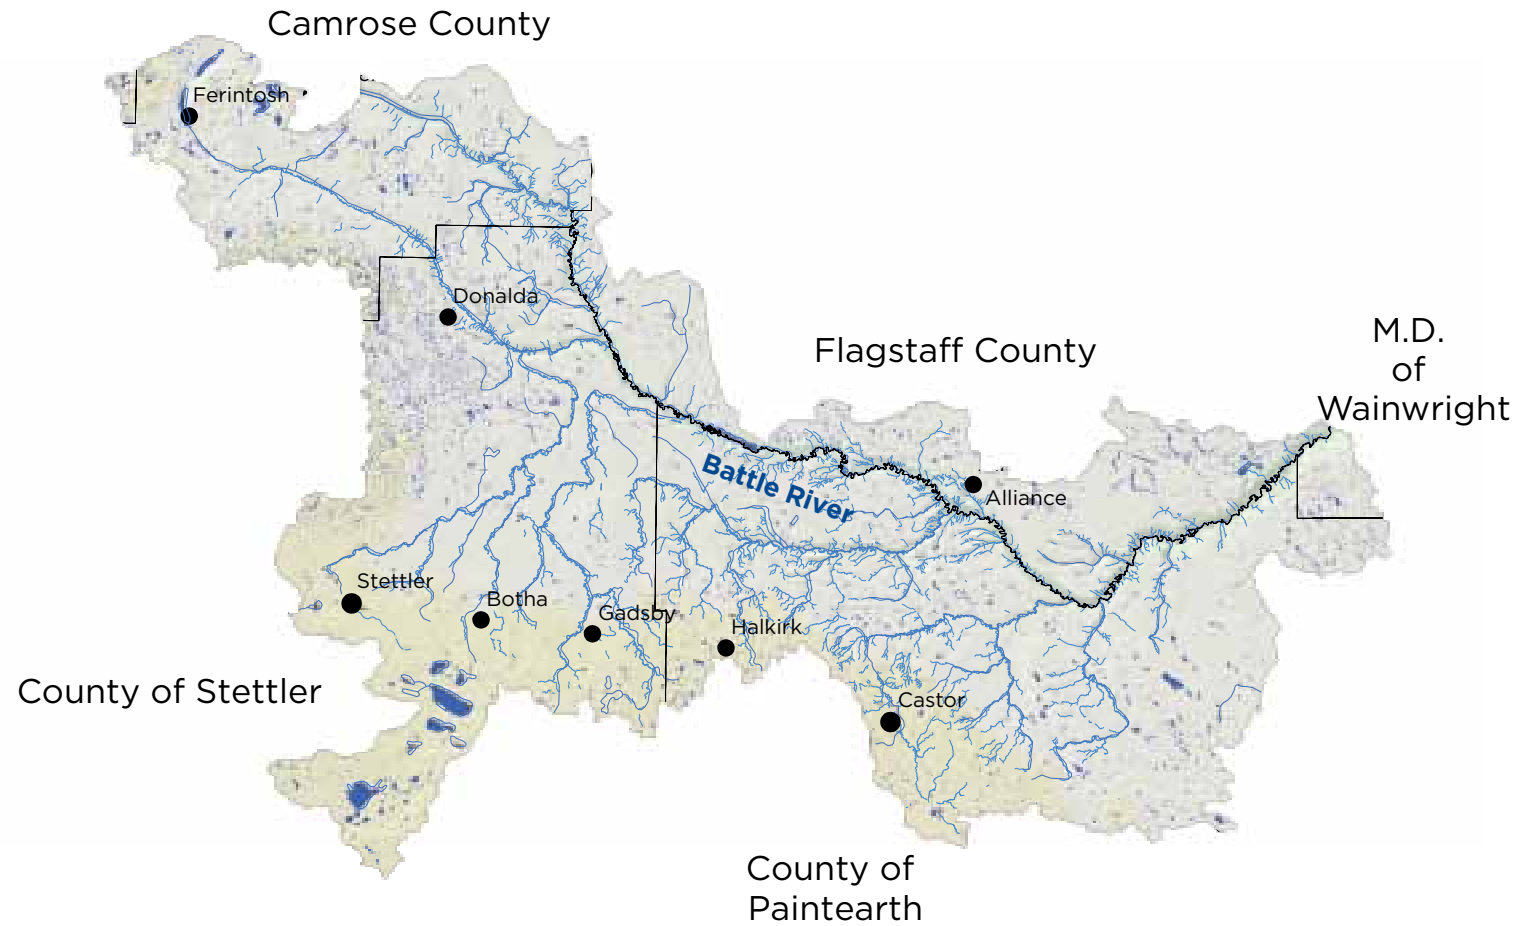 Camrose County
Ferintosh
Donalda
Flagstaff County
M.D.
of
Wainwright
Battle River
Alliance
Stettler
Botha
Gadsby
Halkirk
County of Stettler
Castor
County of
Paintearth